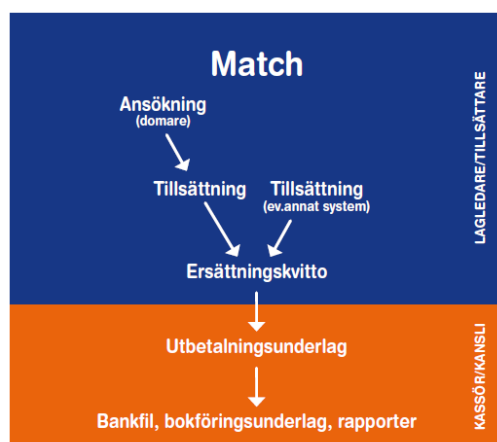 Match
Ansökning
(domare)
Tillsättning
Tillsättning
(ev.annat system)
Ersättningskvitto
LAGLEDARE/TILLSÄTTARE
Utbetalningsunderlag
Bankfil, bokföringsunderlag, rapporter
KASSÖR/KANSLI